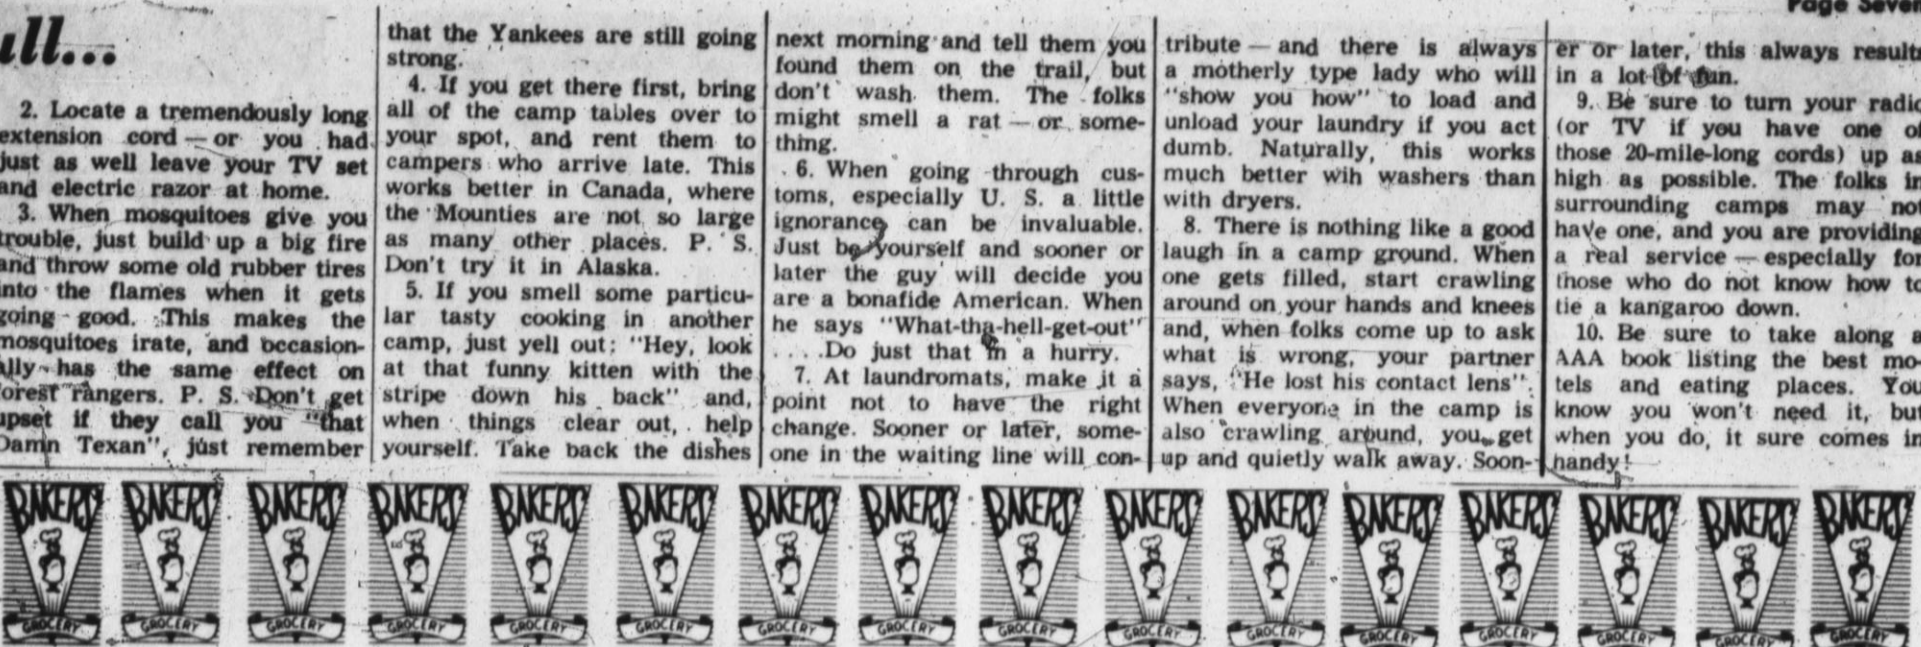 Page Seven
ull...
2. Locate a tremendously long
extension cord — or you had
just as well leave your TV set
and electric razor at home.
3. When mosquitoes give you
trouble, just build up a big fire
and throw some old rubber tires
into the flames when it gets
going good. This makes the
mosquitoes irate, and occasion-
ally has the same effect on
forest rangers. P. S. Don't get
upset if they call you "that
Damn Texan", just remember
that the Yankees are still going
strong.
4. If you get there first, bring
all of the camp tables over to
your spot, and rent them to
campers who arrive late. This
works better in Canada, where
the Mounties are not so large
as many other places. P. S.
Don't try it in Alaska.
5. If you smell some particu-
lar tasty cooking in another
camp, just yell out: "Hey, look
at that funny kitten with the
stripe down his back" and,
when things clear out, help
yourself. Take back the dishes
next morning and tell them you
found them on the trail, but
don't wash them. The folks
might smell a rat — or some-
thing.
6. When going through cus-
toms, especially U. S. a little
ignorance can be invaluable.
Just be yourself and sooner or
later the guy will decide you
are a bonafide American. When
he says "What-tha-hell-get-out"
....Do just that in a hurry.
7. At laundromats, make it a
point not to have the right
change. Sooner or later, some-
one in the waiting line will con-
tribute — and there is always
a motherly type lady who will
"show you how" to load and
unload your laundry if you act
dumb. Naturally, this works
much better wih washers than
with dryers.
8. There is nothing like a good
laugh in a camp ground. When
one gets filled, start crawling
around on your hands and knees
and, when folks come up to ask
what is wrong, your partner
says, "He lost his contact lens".
When everyone in the camp is
also crawling around, you get
up and quietly walk away. Soon-
er or later, this always results
in a lot of fun.
9. Be sure to turn your radio
(or TV if you have one of
those 20-mile-long cords) up as
high as possible. The folks in
surrounding camps may not
have one, and you are providing
a real service — especially for
those who do not know how to
tie a kangaroo down.
10. Be sure to take along a
AAA book listing the best mo-
tels and eating places. You
know you won't need it, but
when you do, it sure comes in
handy!
BAKERS BAKERS BAKERS BAKERS BAKERS BAKERS BAKERS BAKERS BAKERS BAKERS BAKERS BAKERS BAKERS BAKERS BAKERS BAKERS
GROCERY GROCERY GROCERY GROCERY GROCERY GROCERY GROCERY GROCERY GROCERY GROCERY GROCERY GROCERY GROCERY GROCERY GROCERY GROCERY